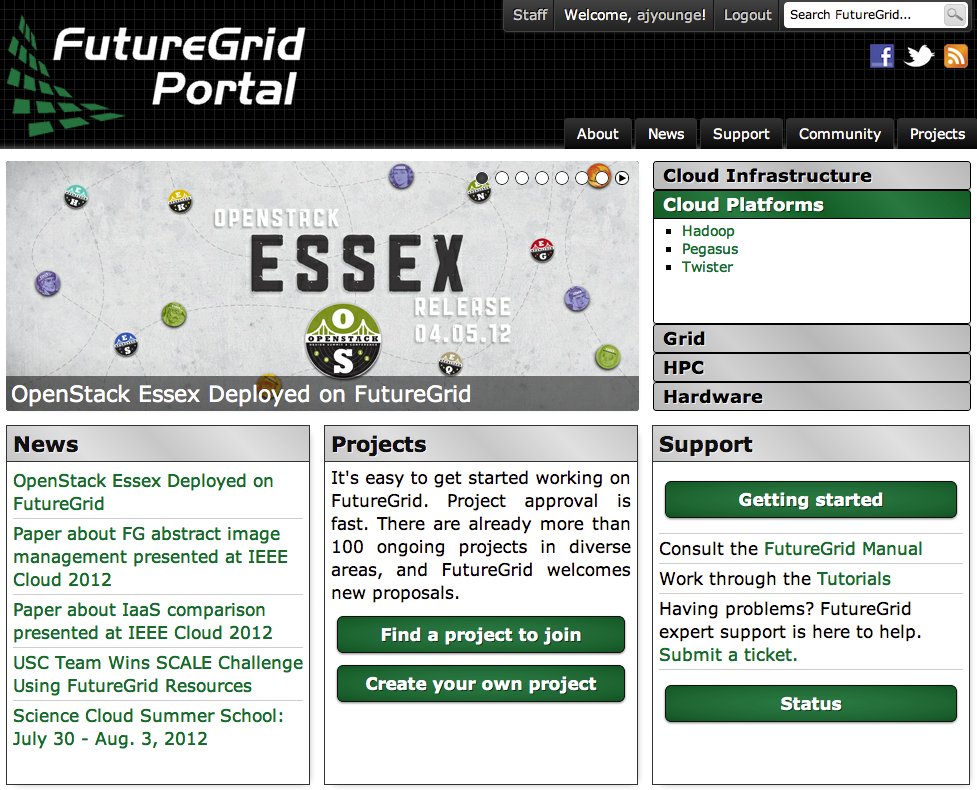 Staff
Welcome, ajyounge!
Logout
Search FutureGrid...
FutureGrid
Portal
About
News
Support
Community
Projects
OPENSTACK
ESSEX
RELEASE
04.05.12
O
OPENSTACK
S
OpenStack Essex Deployed on FutureGrid
Cloud Infrastructure
Cloud Platforms
Hadoop
Pegasus
Twister
Grid
HPC
Hardware
News
OpenStack Essex Deployed on
FutureGrid
Paper about FG abstract image
management presented at IEEE
Cloud 2012
Paper about IaaS comparison
presented at IEEE Cloud 2012
USC Team Wins SCALE Challenge
Using FutureGrid Resources
Science Cloud Summer School:
July 30 - Aug. 3, 2012
Projects
It's easy to get started working on
FutureGrid. Project approval is
fast. There are already more than
100 ongoing projects in diverse
areas, and FutureGrid welcomes
new proposals.
Find a project to join
Create your own project
Support
Getting started
Consult the FutureGrid Manual
Work through the Tutorials
Having problems? FutureGrid
expert support is here to help.
Submit a ticket.
Status